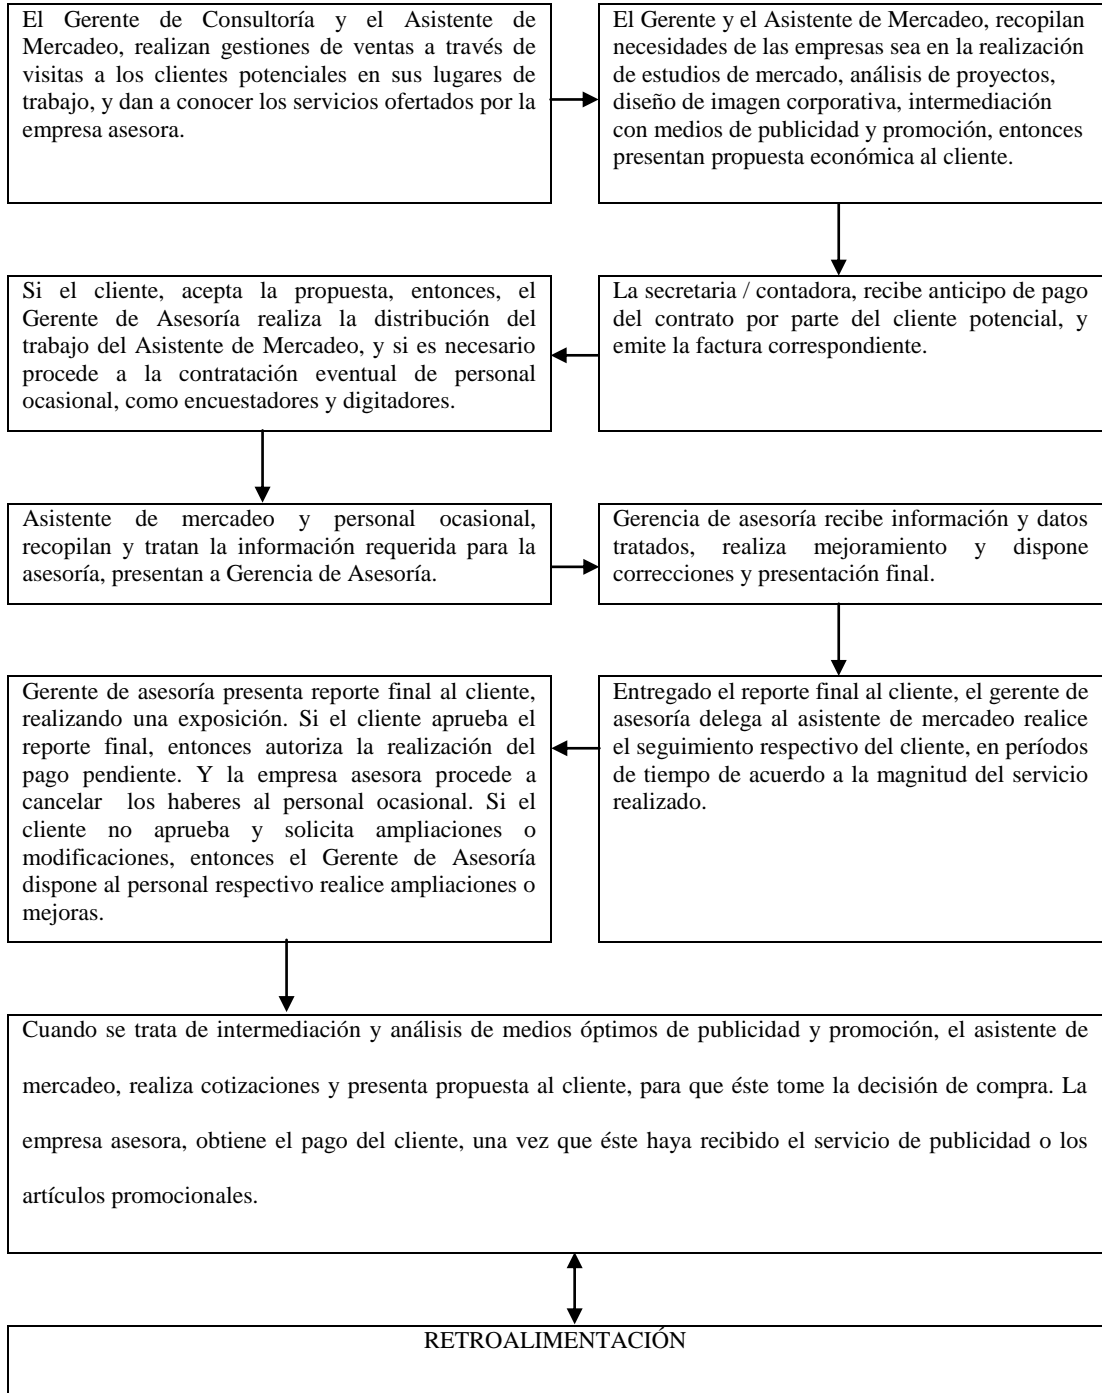 El Gerente de Consultoría y el Asistente de
Mercadeo, realizan gestiones de ventas a través de
visitas a los clientes potenciales en sus lugares de
trabajo, y dan a conocer los servicios ofertados por la
empresa asesora.
El Gerente y el Asistente de Mercadeo, recopilan
necesidades de las empresas sea en la realización
de estudios de mercado, análisis de proyectos,
diseño de imagen corporativa, intermediación
con medios de publicidad y promoción, entonces
presentan propuesta económica al cliente.
La secretaria / contadora, recibe anticipo de pago
del contrato por parte del cliente potencial, y
emite la factura correspondiente.
Si el cliente, acepta la propuesta, entonces, el
Gerente de Asesoría realiza la distribución del
trabajo del Asistente de Mercadeo, y si es necesario
procede a la contratación eventual de personal
ocasional, como encuestadores y digitadores.
Asistente de mercadeo y personal ocasional,
recopilan y tratan la información requerida para la
asesoría, presentan a Gerencia de Asesoría.
Gerencia de asesoría recibe información y datos
tratados, realiza mejoramiento y dispone
correcciones y presentación final.
Entregado el reporte final al cliente, el gerente de
asesoría delega al asistente de mercadeo realice
el seguimiento respectivo del cliente, en períodos
de tiempo de acuerdo a la magnitud del servicio
realizado.
Gerente de asesoría presenta reporte final al cliente,
realizando una exposición. Si el cliente aprueba el
reporte final, entonces autoriza la realización del
pago pendiente. Y la empresa asesora procede a
cancelar los haberes al personal ocasional. Si el
cliente no aprueba y solicita ampliaciones o
modificaciones, entonces el Gerente de Asesoría
dispone al personal respectivo realice ampliaciones o
mejoras.
Cuando se trata de intermediación y análisis de medios óptimos de publicidad y promoción, el asistente de
mercadeo, realiza cotizaciones y presenta propuesta al cliente, para que éste tome la decisión de compra. La
empresa asesora, obtiene el pago del cliente, una vez que éste haya recibido el servicio de publicidad o los
artículos promocionales.
RETROALIMENTACIÓN